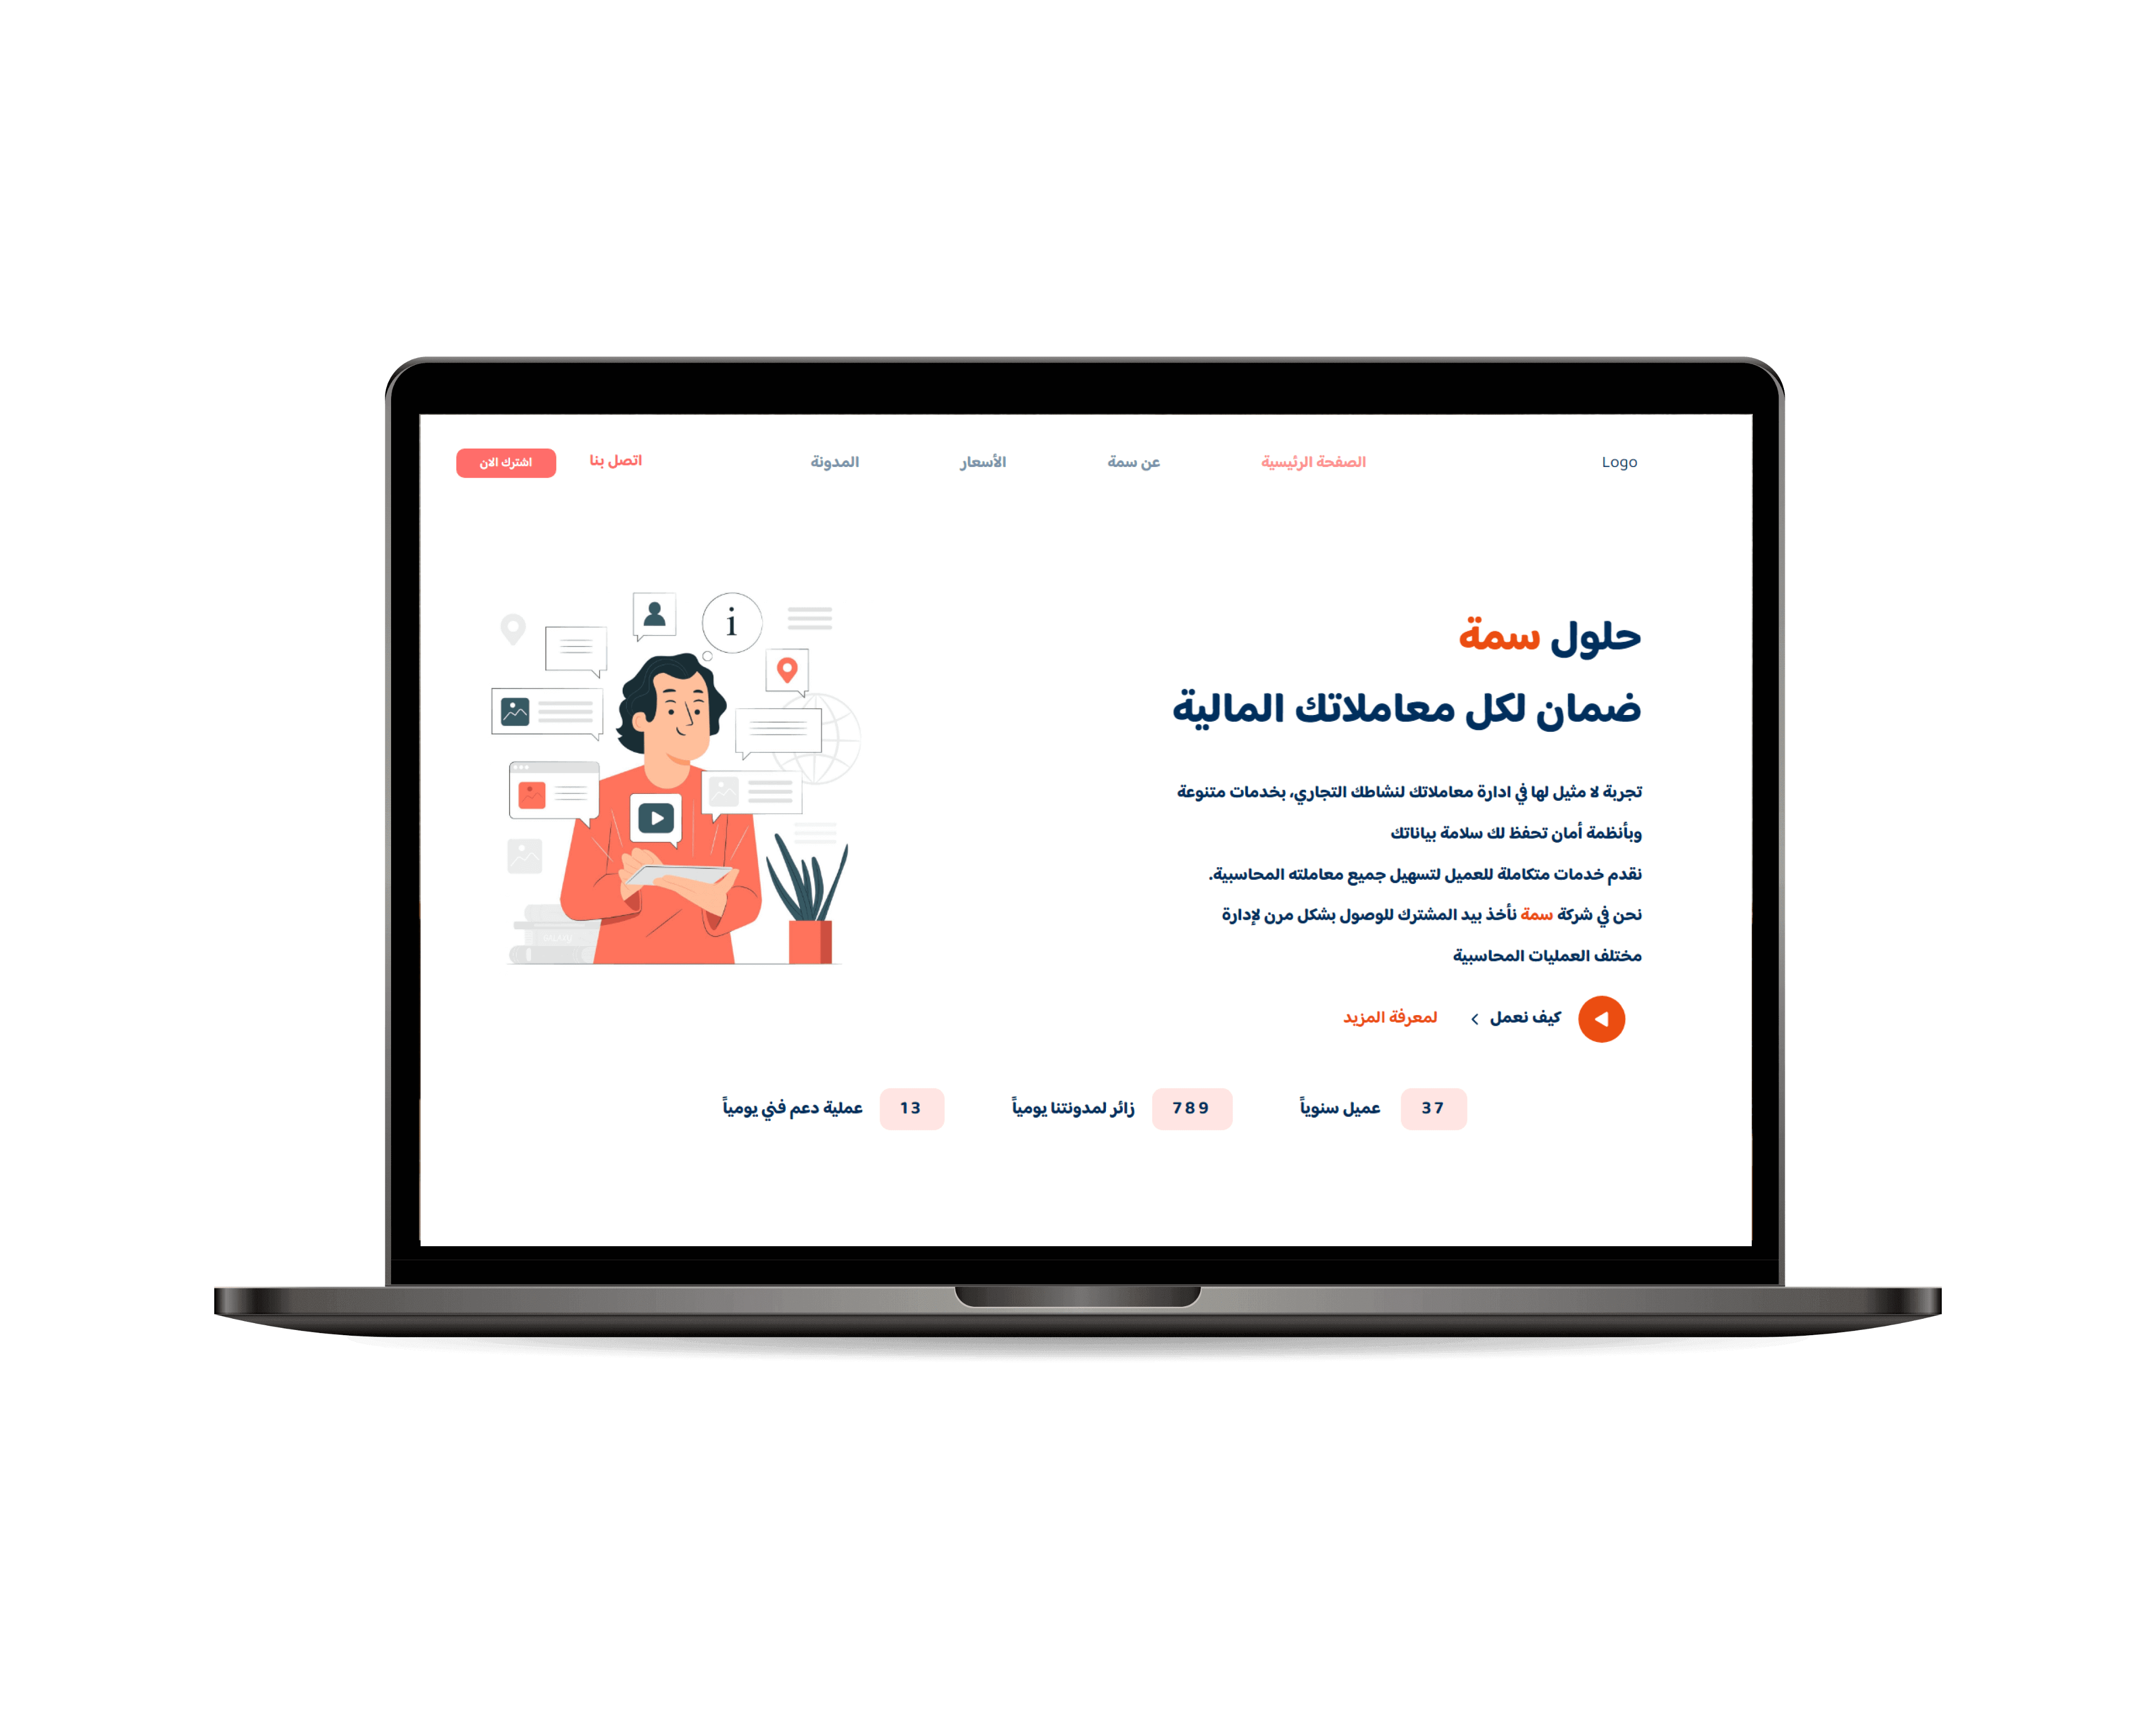 Logo
الصفحة الرئيسية
عن سمة
الأسعار
المدونة
اتصل بنا
اشترك الان
حلول سمة
ضمان لكل معاملاتك المالية
تجربة لا مثيل لها في ادارة معاملاتك لنشاطك التجاري، بخدمات متنوعة
وبأنظمة أمان تحفظ لك سلامة بياناتك
نقدم خدمات متكاملة للعميل لتسهيل جميع معاملته المحاسبية.
نحن في شركة سمة نأخذ بيد المشترك للوصول بشكل مرن لإدارة
مختلف العمليات المحاسبية
كيف نعمل
لمعرفة المزيد
37 عميل سنوياً
789 زائر لمدونتنا يومياً
13 عملية دعم فني يومياً
i